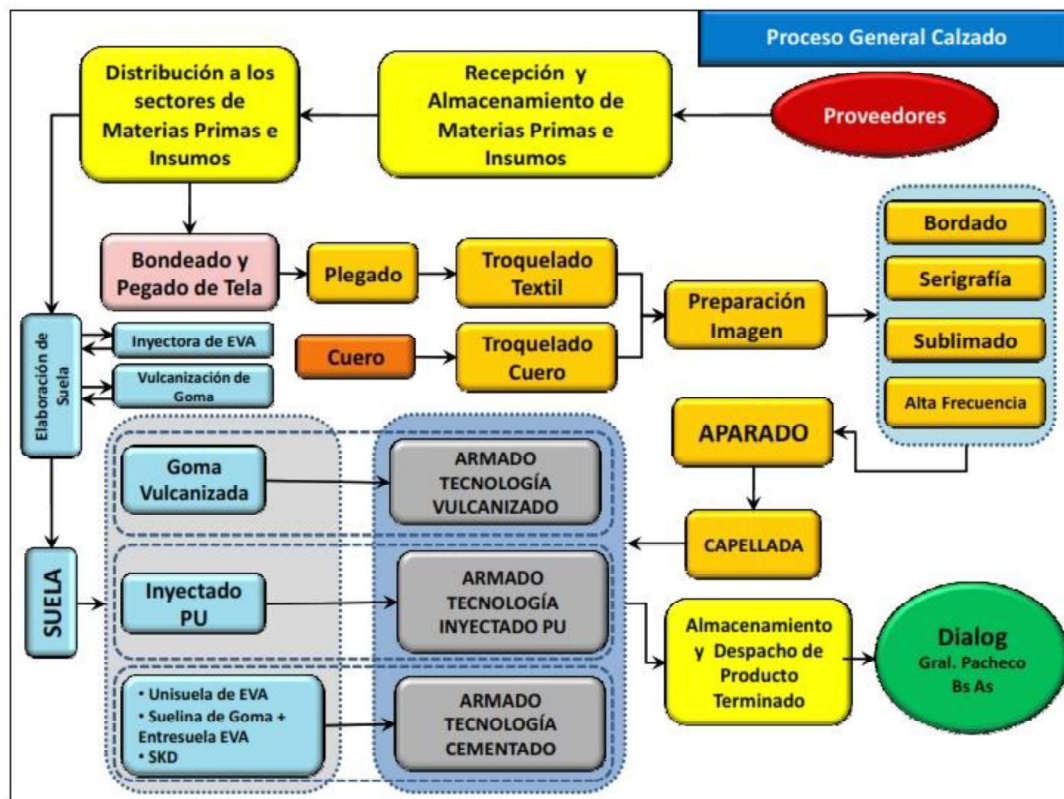 Proceso General Calzado
Distribución a los
sectores de
Materias Primas e
Insumos
Recepción y
Almacenamiento de
Materias Primas e
Insumos
Proveedores
Bondeado y
Pegado de Tela
Plegado
Troquelado
Textil
Preparación
Imagen
Bordado
Serigrafía
Sublimado
Alta Frecuencia
Elaboración de
Suela
Inyectora de EVA
Vulcanización de
Goma
Cuero
Troquelado
Cuero
APARADO
CAPELLADA
Goma
Vulcanizada
ARMADO
TECNOLOGÍA
VULCANIZADO
SUELA
Inyectado
PU
ARMADO
TECNOLOGÍA
INYECTADO PU
• Unisuela de EVA
• Suelina de Goma +
Entresuela EVA
• SKD
ARMADO
TECNOLOGÍA
CEMENTADO
Almacenamiento
y Despacho de
Producto
Terminado
Dialog
Gral. Pacheco
Bs As